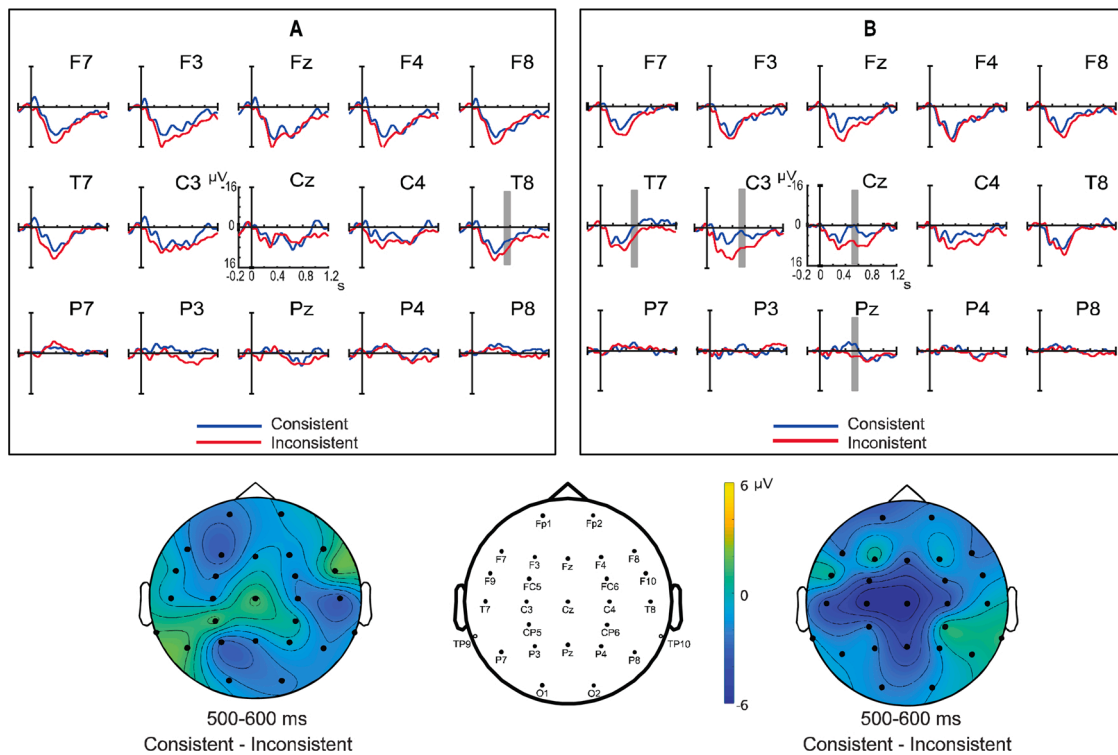 A
F7 F3 Fz F4 F8
T7 C3 µV Cz C4 T8
-16
0
16
-0.2 0 0.4 0.8 1.2
s
P7 P3 Pz P4 P8
Consistent
Inconsistent
B
F7 F3 Fz F4 F8
T7 C3 µV Cz C4 T8
-16
0
16
-0.2 0 0.4 0.8 1.2
s
P7 P3 Pz P4 P8
Consistent
Inconistent
500-600 ms
Consistent - Inconsistent
Fp1 Fp2
F7 F3 Fz F4 F8
F9 FC5 FC6 F10
T7 C3 Cz C4 T8
CP5 CP6
TP9 TP10
P7 P3 Pz P4 P8
O1 O2
6 µV
0
-6
500-600 ms
Consistent - Inconsistent